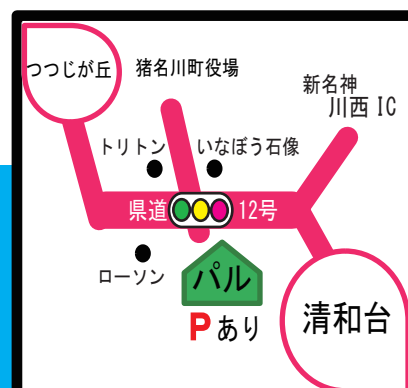 つつじが丘
猪名川町役場
新名神
川西 IC
トリトン
いなぼう石像
県道
12号
ローソン
パル
Pあり
清和台